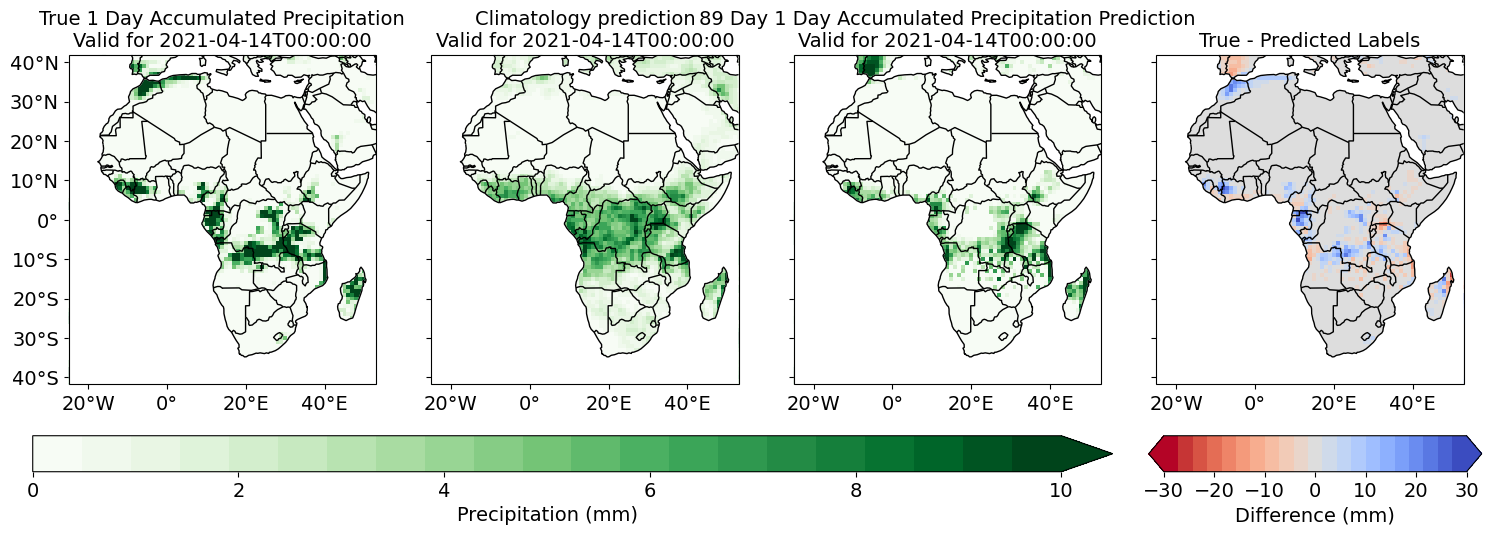 True 1 Day Accumulated Precipitation
Valid for 2021-04-14T00:00:00
Climatology prediction
Valid for 2021-04-14T00:00:00
89 Day 1 Day Accumulated Precipitation Prediction
Valid for 2021-04-14T00:00:00
True - Predicted Labels
40°N
30°N
20°N
10°N
0°
10°S
20°S
30°S
40°S
20°W 0° 20°E 40°E
20°W 0° 20°E 40°E
20°W 0° 20°E 40°E
20°W 0° 20°E 40°E
0 2 4 6 8 10
Precipitation (mm)
−30 −20 −10 0 10 20 30
Difference (mm)